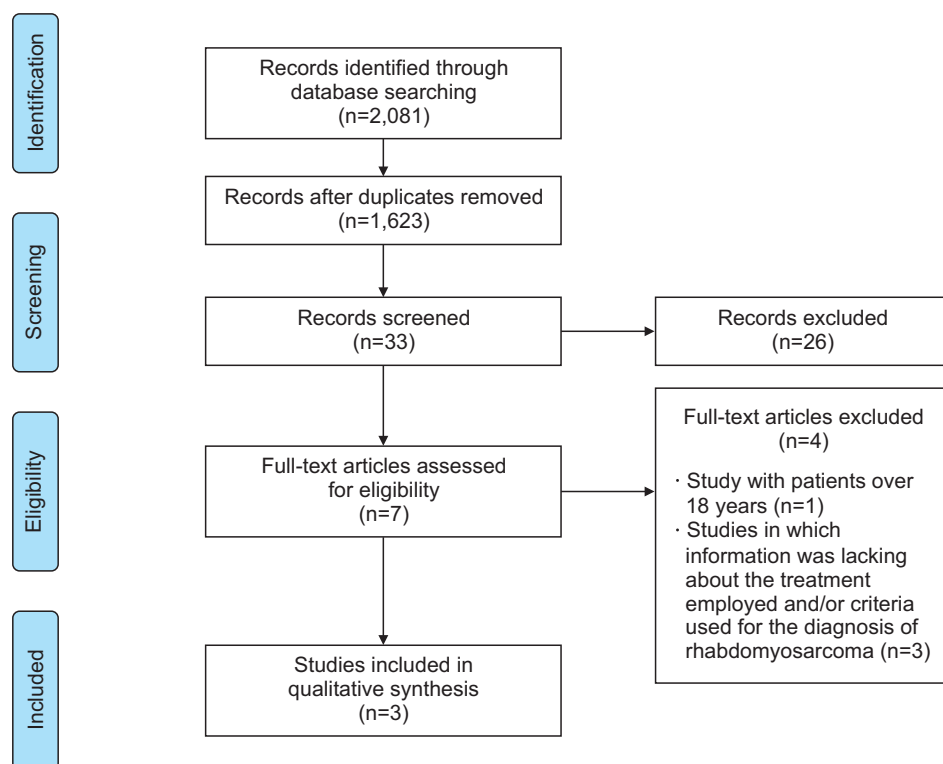 Identification
Records identified through
database searching
(n=2,081)
Records after duplicates removed
(n=1,623)
Screening
Records screened
(n=33)
Records excluded
(n=26)
Eligibility
Full-text articles assessed
for eligibility
(n=7)
Full-text articles excluded
(n=4)
· Study with patients over
18 years (n=1)
· Studies in which
information was lacking
about the treatment
employed and/or criteria
used for the diagnosis of
rhabdomyosarcoma (n=3)
Included
Studies included in
qualitative synthesis
(n=3)